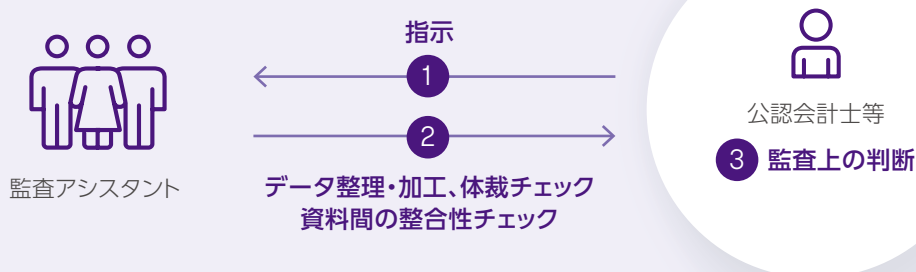 指示
1
2
監査アシスタント
データ整理・加工、体裁チェック
資料間の整合性チェック
公認会計士等
3 監査上の判断